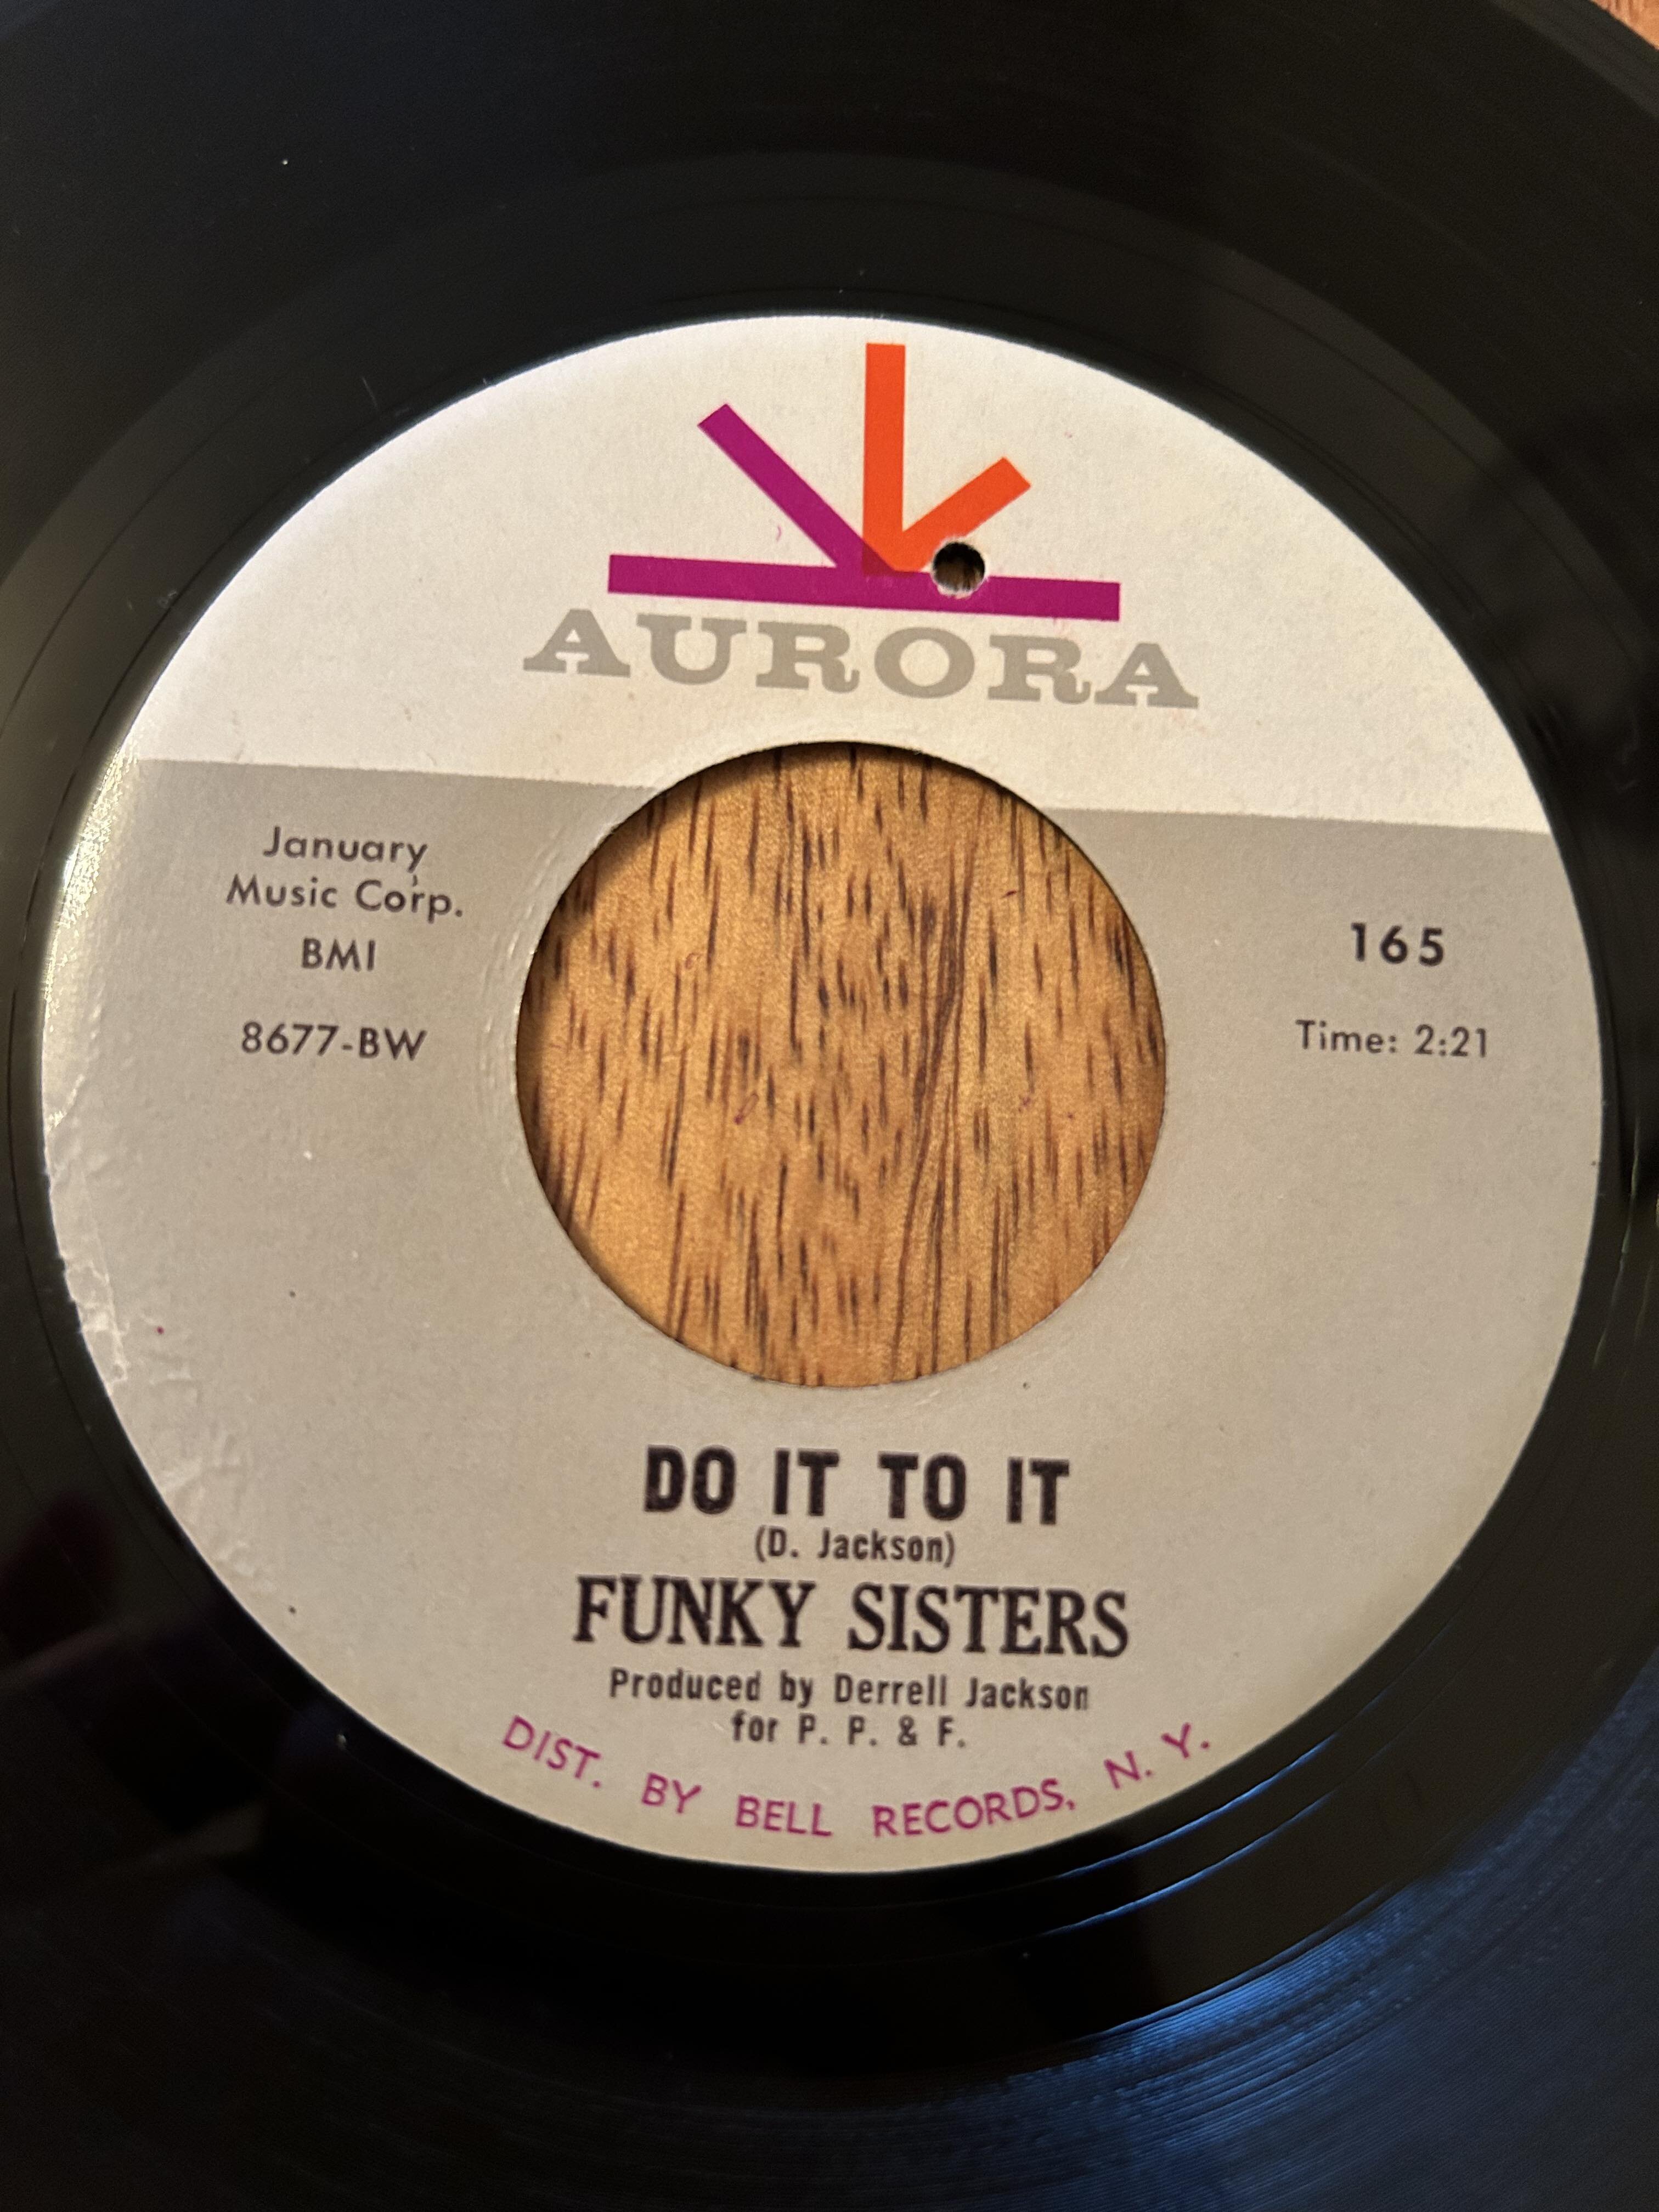 AURORA
January
Music Corp.
BMI
8677-BW
165
Time: 2:21
DO IT TO IT
(D. Jackson)
FUNKY SISTERS
Produced by Derrell Jackson
for P. P. & F.
DIST. BY BELL RECORDS, N. Y.